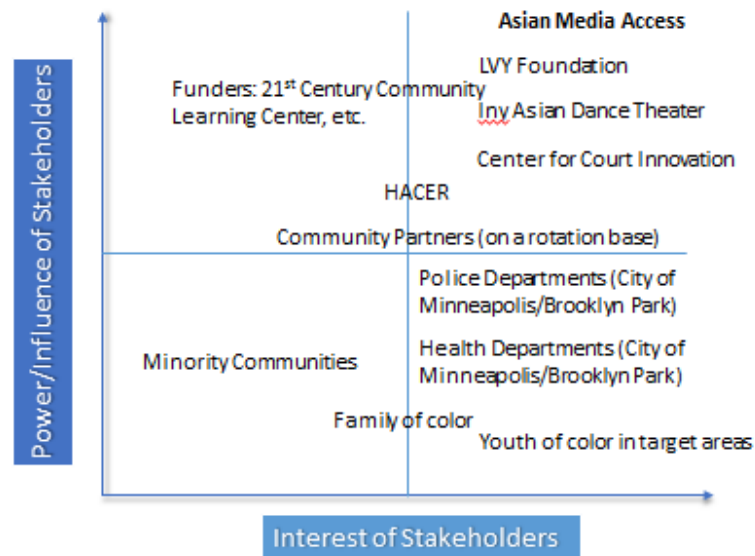 Asian Media Access
LVY Foundation
Funders: 21st Century Community
Learning Center, etc.
Iny Asian Dance Theater
Center for Court Innovation
HACER
Community Partners (on a rotation base)
Police Departments (City of
Minneapolis/Brooklyn Park)
Minority Communities
Health Departments (City of
Minneapolis/Brooklyn Park)
Family of color
Youth of color in target areas
Power/Influence of Stakeholders
Interest of Stakeholders